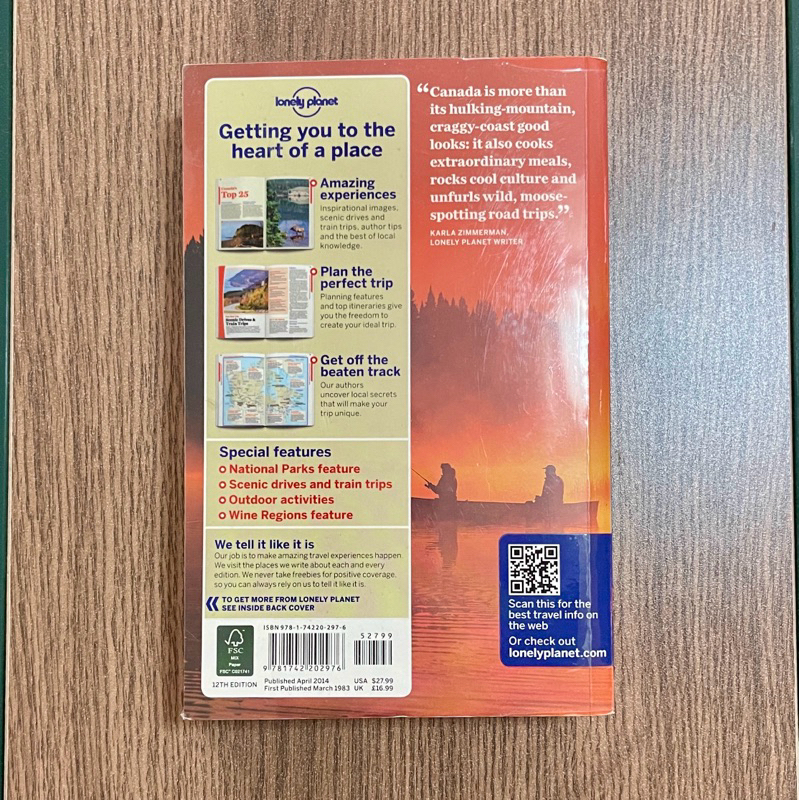 lonely planet
Getting you to the
heart of a place
Top 25
Amazing
experiences
Inspirational images,
scenic drives and
train trips, author tips
and the best of local
knowledge.
Plan the
perfect trip
Planning features
and top itineraries give
you the freedom to
create your ideal trip.
Scenic Drives &
Train Trips
Get off the
beaten track
Our authors
uncover local secrets
that will make your
trip unique.
Special features
National Parks feature
Scenic drives and train trips
Outdoor activities
Wine Regions feature
We tell it like it is
Our job is to make amazing travel experiences happen.
We visit the places we write about each and every
edition. We never take freebies for positive coverage,
so you can always rely on us to tell it like it is.
« TO GET MORE FROM LONELY PLANET
SEE INSIDE BACK COVER
FSC
MIX
Paper
FSC® C021741
ISBN 978-1-74220-297-6
52799
9 781742 202976
12TH EDITION
Published April 2014
First Published March 1983
USA $27.99
UK £16.99
“Canada is more than
its hulking-mountain,
craggy-coast good
looks: it also cooks
extraordinary meals,
rocks cool culture and
unfurls wild, moose-
spotting road trips.”
KARLA ZIMMERMAN,
LONELY PLANET WRITER
Scan this for the
best travel info on
the web
Or check out
lonelyplanet.com